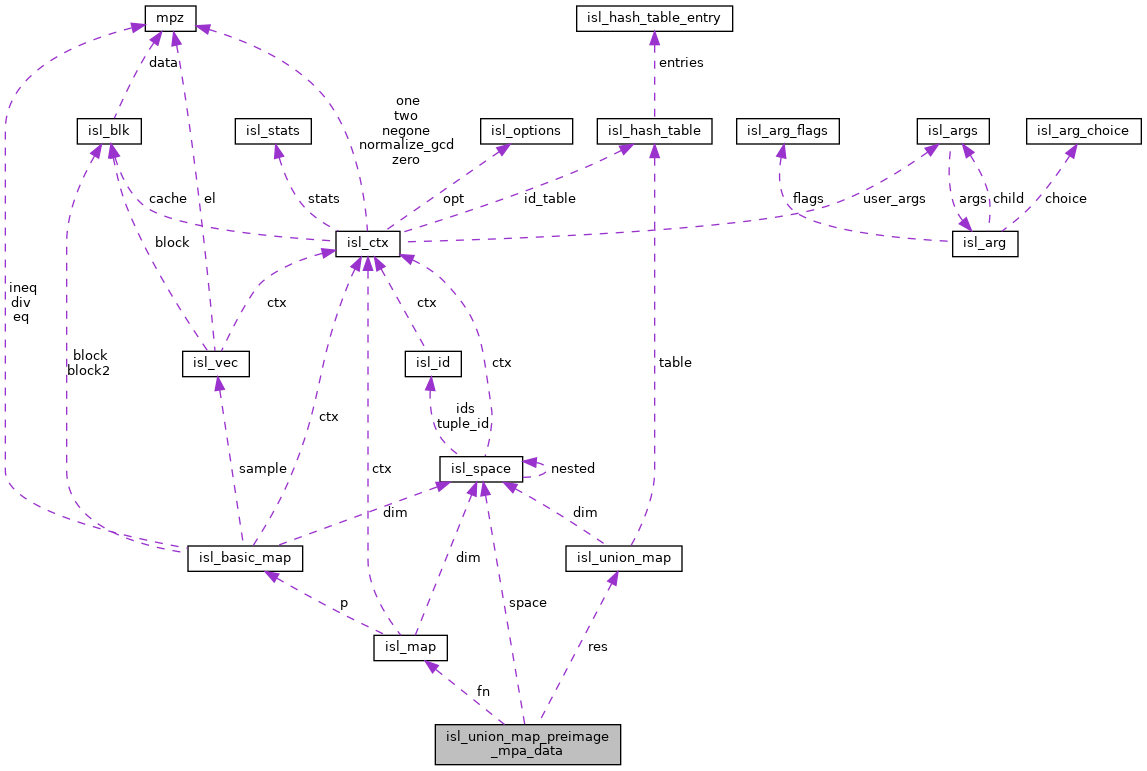 mpz
isl_hash_table_entry
data
entries
one
two
negone
normalize_gcd
zero
isl_blk
isl_stats
isl_options
isl_hash_table
isl_arg_flags
isl_args
isl_arg_choice
cache
el
stats
opt
id_table
flags
user_args
args
child
choice
block
isl_ctx
isl_arg
ineq
div
eq
ctx
ctx
block
block2
isl_vec
isl_id
ctx
table
ids
tuple_id
ctx
sample
ctx
isl_space
nested
dim
dim
isl_basic_map
dim
isl_union_map
p
space
res
isl_map
fn
isl_union_map_preimage
_mpa_data